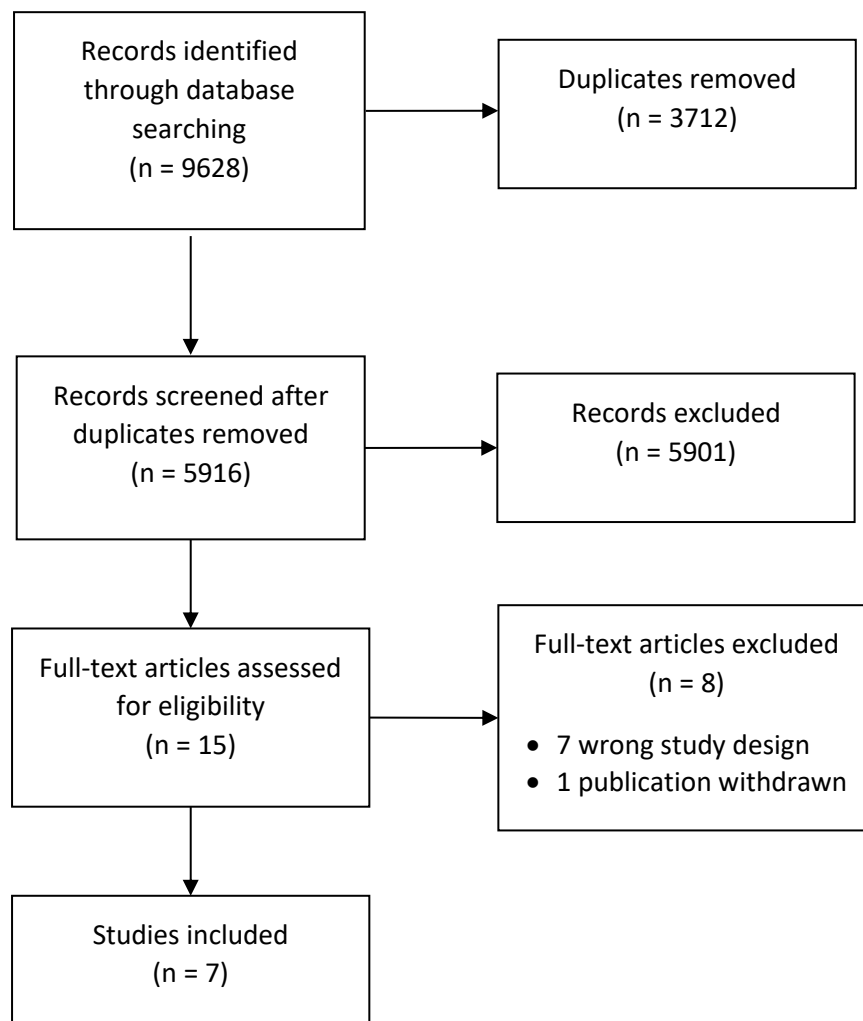 Records identified
through database
searching
(n = 9628)
Duplicates removed
(n = 3712)
Records screened after
duplicates removed
(n = 5916)
Records excluded
(n = 5901)
Full-text articles assessed
for eligibility
(n = 15)
Full-text articles excluded
(n = 8)
• 7 wrong study design
• 1 publication withdrawn
Studies included
(n = 7)